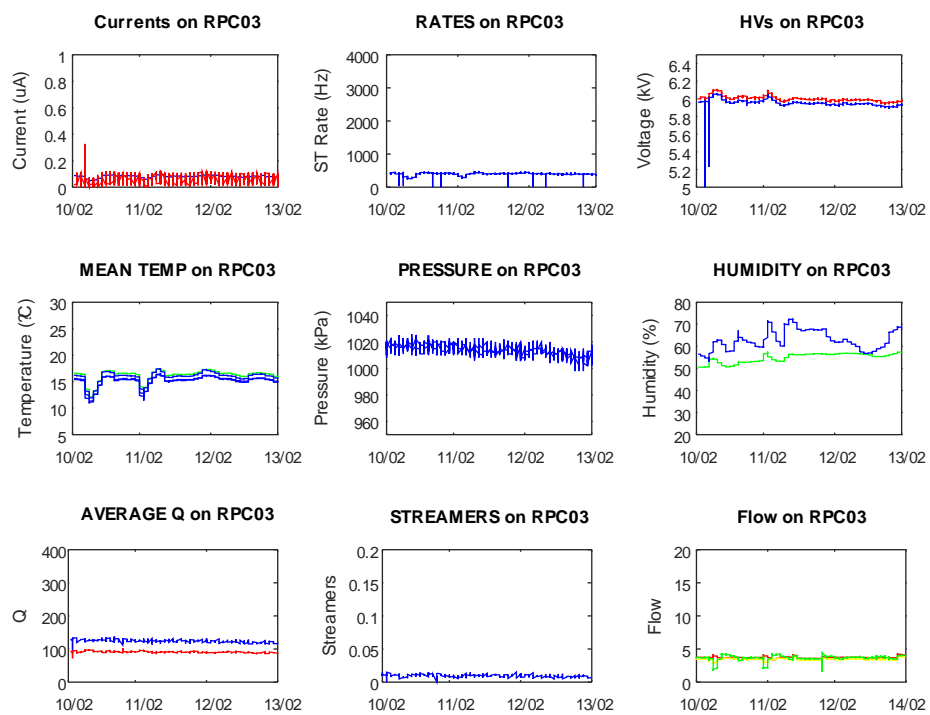 Currents on RPC03
Current (uA)
1
0.8
0.6
0.4
0.2
0
10/02 11/02 12/02 13/02
RATES on RPC03
ST Rate (Hz)
4000
3000
2000
1000
0
10/02 11/02 12/02 13/02
HVs on RPC03
Voltage (kV)
6.4
6.2
6
5.8
5.6
5.4
5.2
5
10/02 11/02 12/02 13/02
MEAN TEMP on RPC03
Temperature (?C)
30
25
20
15
10
5
10/02 11/02 12/02 13/02
PRESSURE on RPC03
Pressure (kPa)
1040
1020
1000
980
960
10/02 11/02 12/02 13/02
HUMIDITY on RPC03
Humidity (%)
80
70
60
50
40
30
20
10/02 11/02 12/02 13/02
AVERAGE Q on RPC03
Q
400
300
200
100
0
10/02 11/02 12/02 13/02
STREAMERS on RPC03
Streamers
0.2
0.15
0.1
0.05
0
10/02 11/02 12/02 13/02
Flow on RPC03
Flow
20
15
10
5
0
10/02 11/02 12/02 14/02